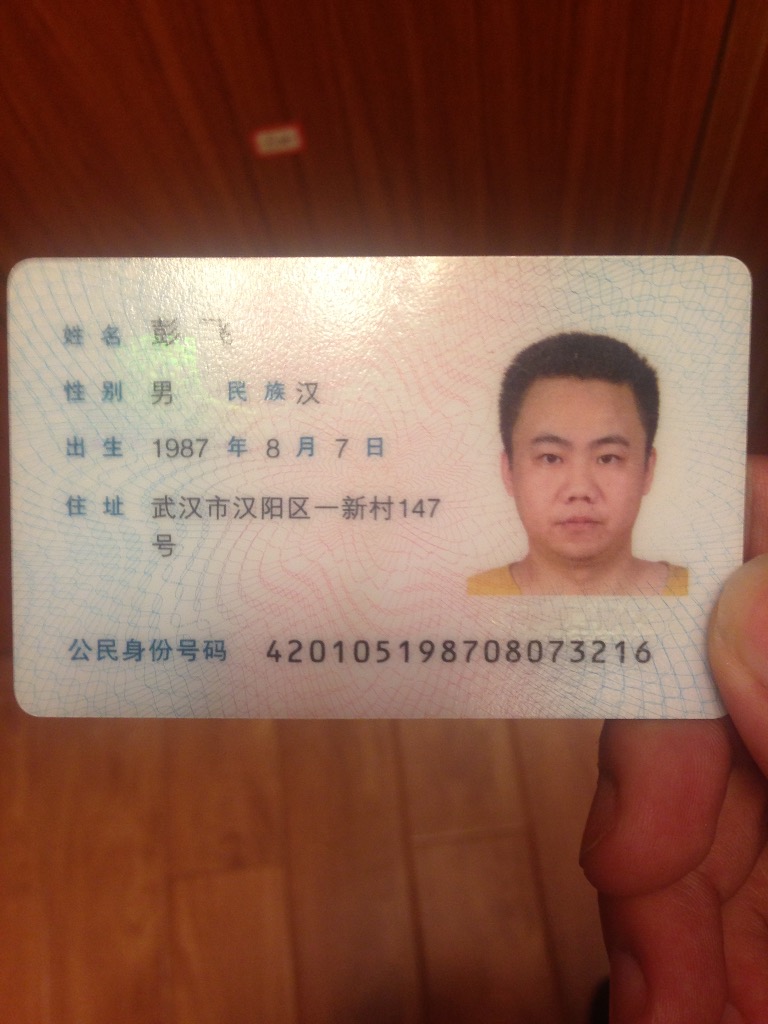 姓名 彭飞
性别 男 民族 汉
出生 1987 年 8 月 7 日
住址 武汉市汉阳区一新村147
号
公民身份号码 420105198708073216